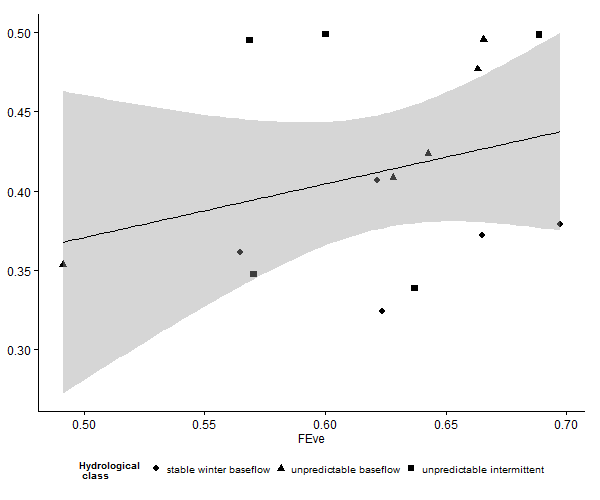 0.50
0.45
0.40
0.35
0.30
0.50 0.55 0.60 0.65 0.70
FEve
Hydrological
class
stable winter baseflow unpredictable baseflow unpredictable intermittent